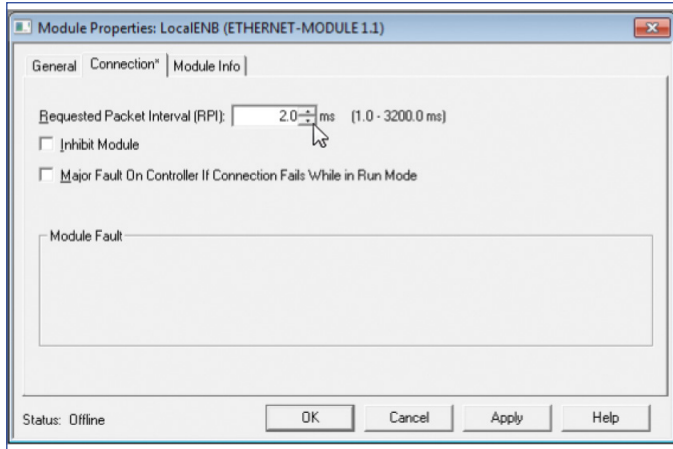 Module Properties: LocalENB (ETHERNET-MODULE 1.1)
General Connection* Module Info
Requested Packet Interval (RPI): 2.0 ms (1.0 - 3200.0 ms)
Inhibit Module
Major Fault On Controller If Connection Fails While in Run Mode
Module Fault
Status: Offline OK Cancel Apply Help